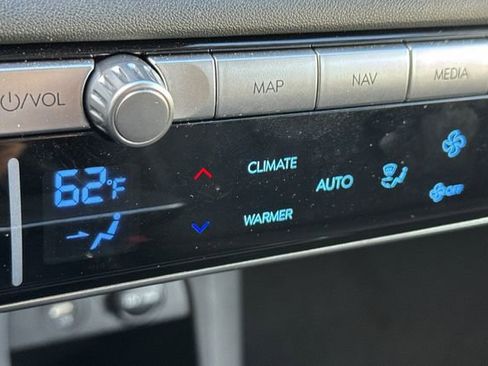 ⏻/VOL
MAP
NAV
MEDIA
62°F
CLIMATE
AUTO
WARMER
OFF